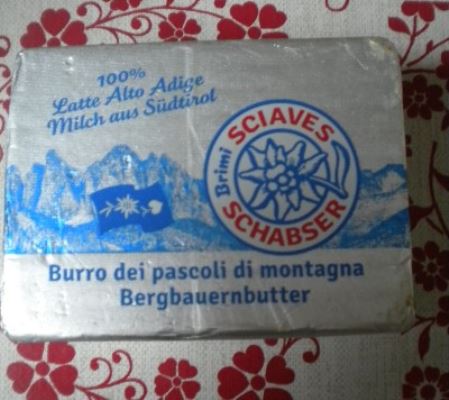 100%
Latte Alto Adige
Milch aus Südtirol
Brimi
SCIAVES
SCHABSER
Burro dei pascoli di montagna
Bergbauernbutter